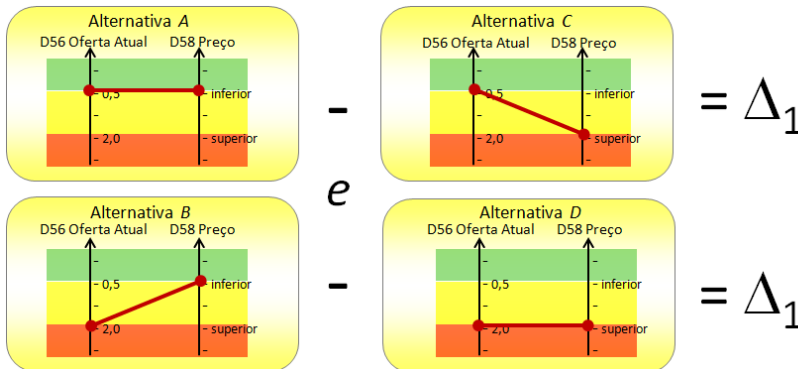 Alternativa A
D56 Oferta Atual D58 Preço
0,5 inferior
2,0 superior
-
Alternativa C
D56 Oferta Atual D58 Preço
0,5 inferior
2,0 superior
= Δ1
e
Alternativa B
D56 Oferta Atual D58 Preço
0,5 inferior
2,0 superior
-
Alternativa D
D56 Oferta Atual D58 Preço
0,5 inferior
2,0 superior
= Δ1